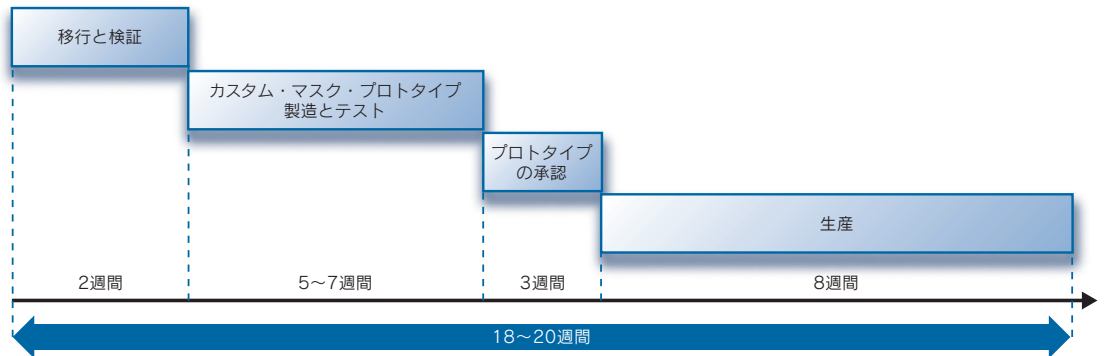 移行と検証
カスタム・マスク・プロトタイプ
製造とテスト
プロトタイプ
の承認
生産
2週間
5〜7週間
3週間
8週間
18〜20週間